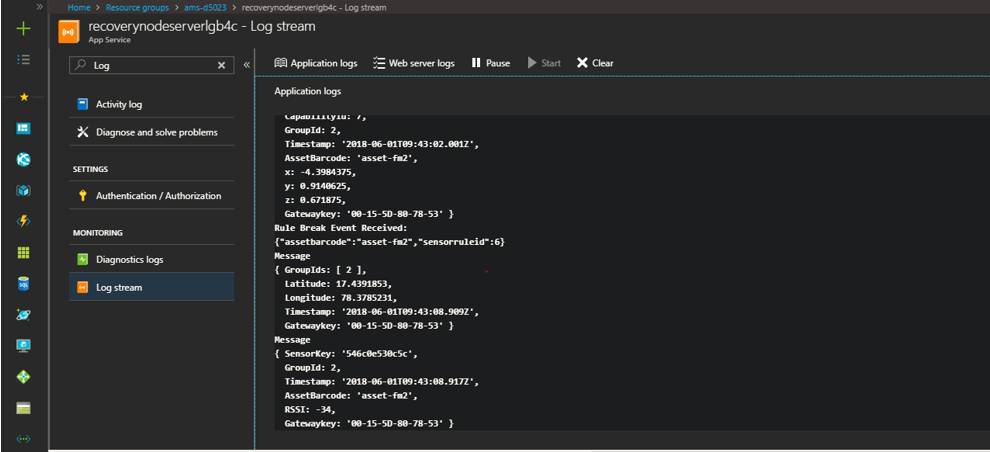 Home > Resource groups > ams-d5023 > recoverynodeserverlgb4c - Log stream
recoverynodeserverlgb4c - Log stream
App Service
Log
Activity log
Diagnose and solve problems
SETTINGS
Authentication / Authorization
MONITORING
Diagnostics logs
Log stream
Application logs
Web server logs
Pause
Start
Clear
Application logs
CapabilityId: 7,
GroupId: 2,
Timestamp: '2018-06-01T09:43:02.001Z',
AssetBarcode: 'asset-fm2',
x: -4.3984375,
y: 0.9140625,
z: 0.671875,
Gatewaykey: '00-15-5D-80-78-53' }
Rule Break Event Received:
{"assetbarcode":"asset-fm2","sensorruleid":6}
Message
{ GroupIds: [ 2 ],
Latitude: 17.4391853,
Longitude: 78.3785231,
Timestamp: '2018-06-01T09:43:08.909Z',
Gatewaykey: '00-15-5D-80-78-53' }
Message
{ SensorKey: '546c0e530c5c',
GroupId: 2,
Timestamp: '2018-06-01T09:43:08.917Z',
AssetBarcode: 'asset-fm2',
RSSI: -34,
Gatewaykey: '00-15-5D-80-78-53' }